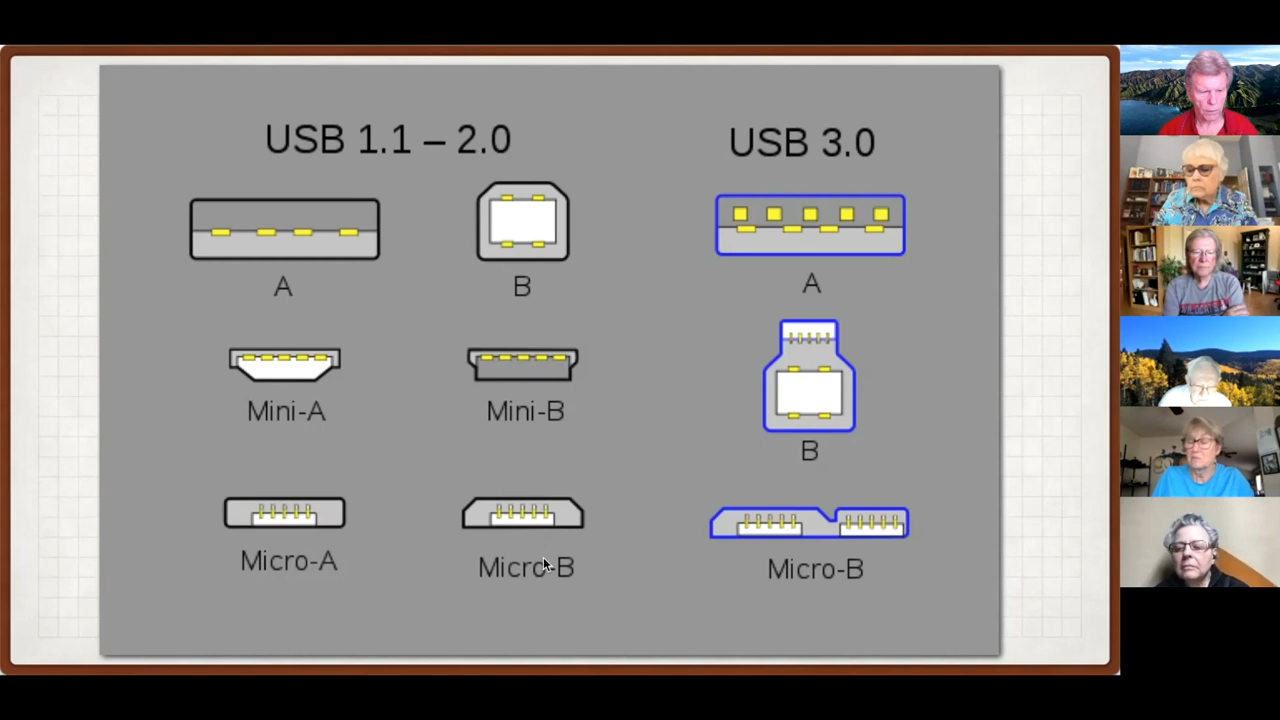 USB 1.1 – 2.0
USB 3.0
A
B
A
Mini-A
Mini-B
B
Micro-A
Micro-B
Micro-B